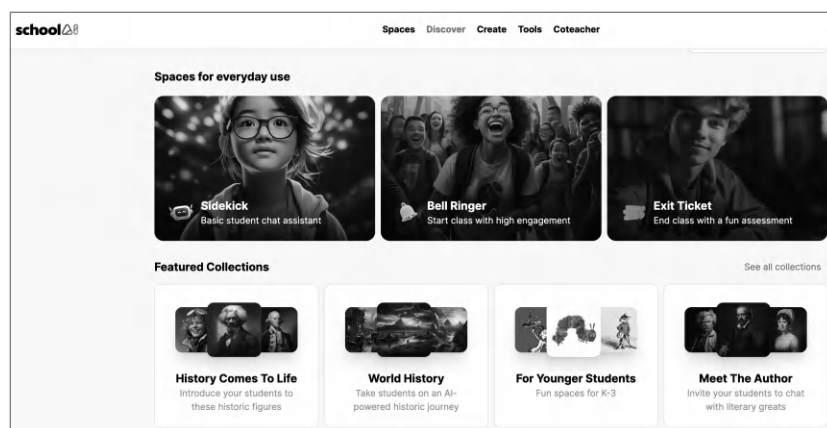 schoolAI
Spaces Discover Create Tools Coteacher
Spaces for everyday use
Sidekick
Basic student chat assistant
Bell Ringer
Start class with high engagement
Exit Ticket
End class with a fun assessment
Featured Collections
See all collections
History Comes To Life
Introduce your students to
these historic figures
World History
Take students on an AI-
powered historic journey
For Younger Students
Fun spaces for K-3
Meet The Author
Invite your students to chat
with literary greats